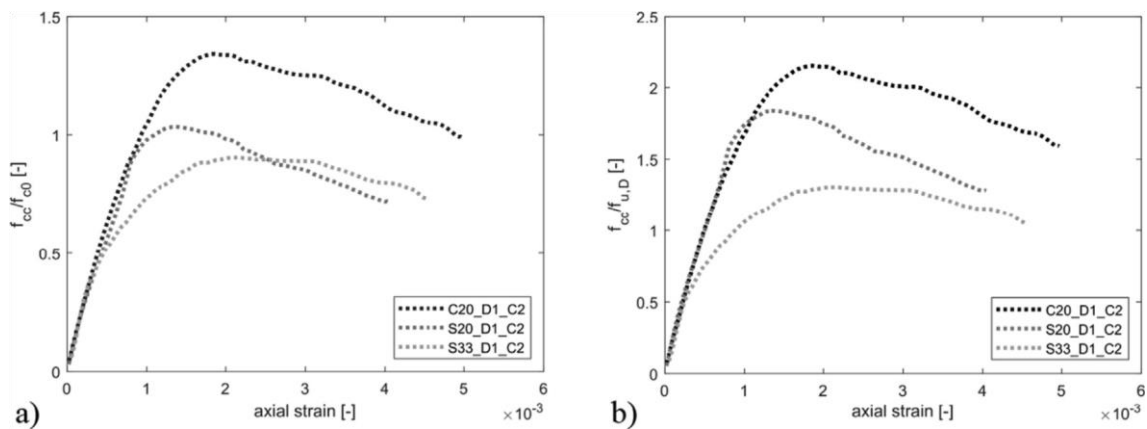 1.5
1
0.5
0
f_cc/f_c0 [-]
0 1 2 3 4 5 6
axial strain [-]
×10^-3
C20_D1_C2
S20_D1_C2
S33_D1_C2
a)
2.5
2
1.5
1
0.5
0
f_cc/f_u,D [-]
0 1 2 3 4 5 6
axial strain [-]
×10^-3
C20_D1_C2
S20_D1_C2
S33_D1_C2
b)